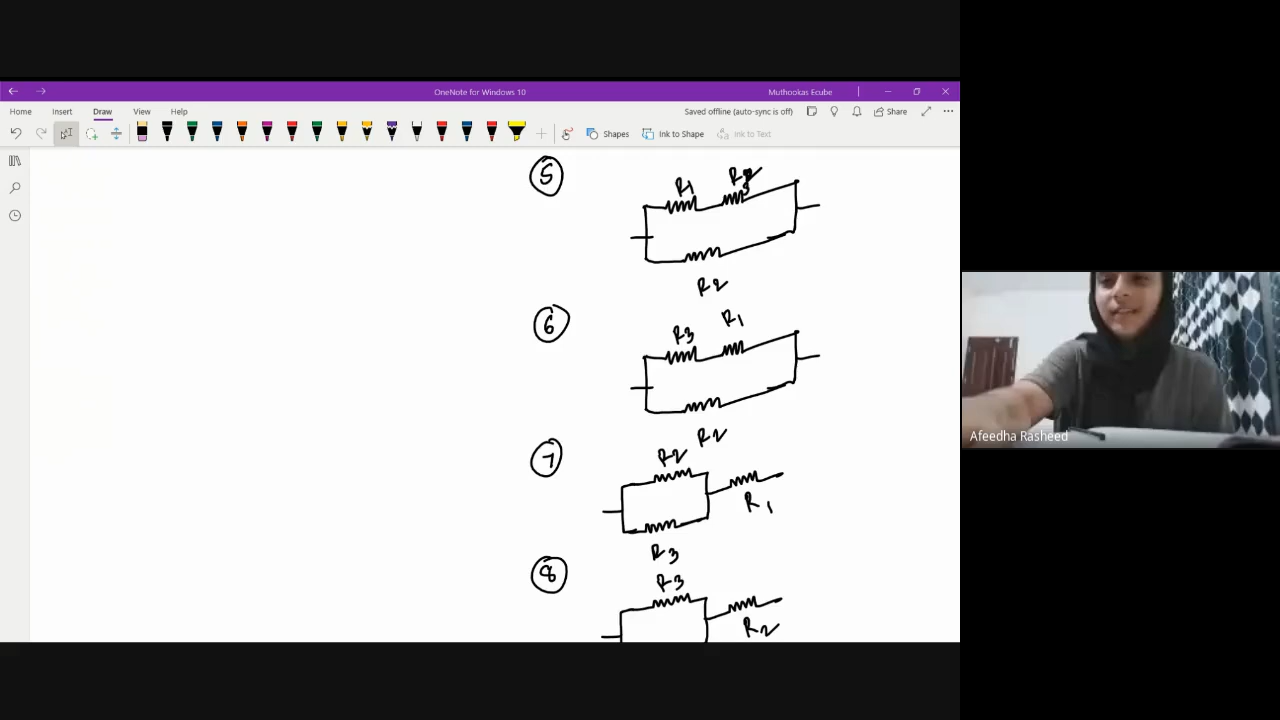 OneNote for Windows 10
Muthookas Ecube
Home Insert Draw View Help
Saved offline (auto-sync is off)
Share
Shapes
Ink to Shape
Ink to Text
5
R1
R2
6
R3 R1
R2
7
R2
R1
R3
8
R3
R2
Afeedha Rasheed